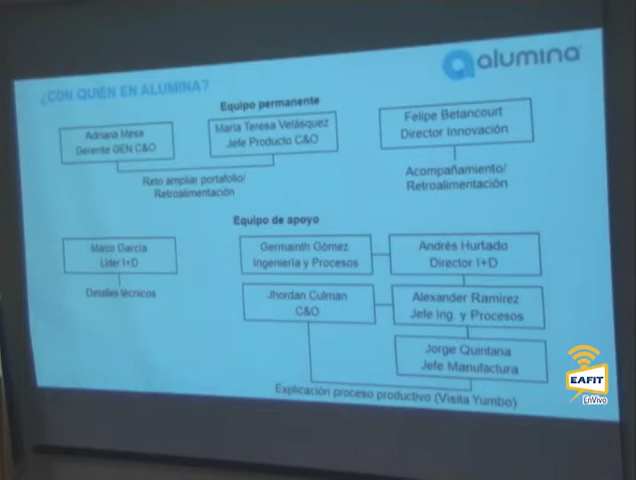 ¿CON QUIÉN EN ALUMINA?
alumina
Equipo permanente
Adriana Mesa
Gerente GEN C&O
María Teresa Velásquez
Jefe Producto C&O
Felipe Betancourt
Director Innovación
Reto ampliar portafolio/
Retroalimentación
Acompañamiento/
Retroalimentación
Equipo de apoyo
Marco García
Líder I+D
Detalles técnicos
Germainth Gómez
Ingeniería y Procesos
Andrés Hurtado
Director I+D
Jhordan Culman
C&O
Alexander Ramírez
Jefe Ing. y Procesos
Jorge Quintana
Jefe Manufactura
Explicación proceso productivo (Visita Yumbo)
EAFIT
EnVivo